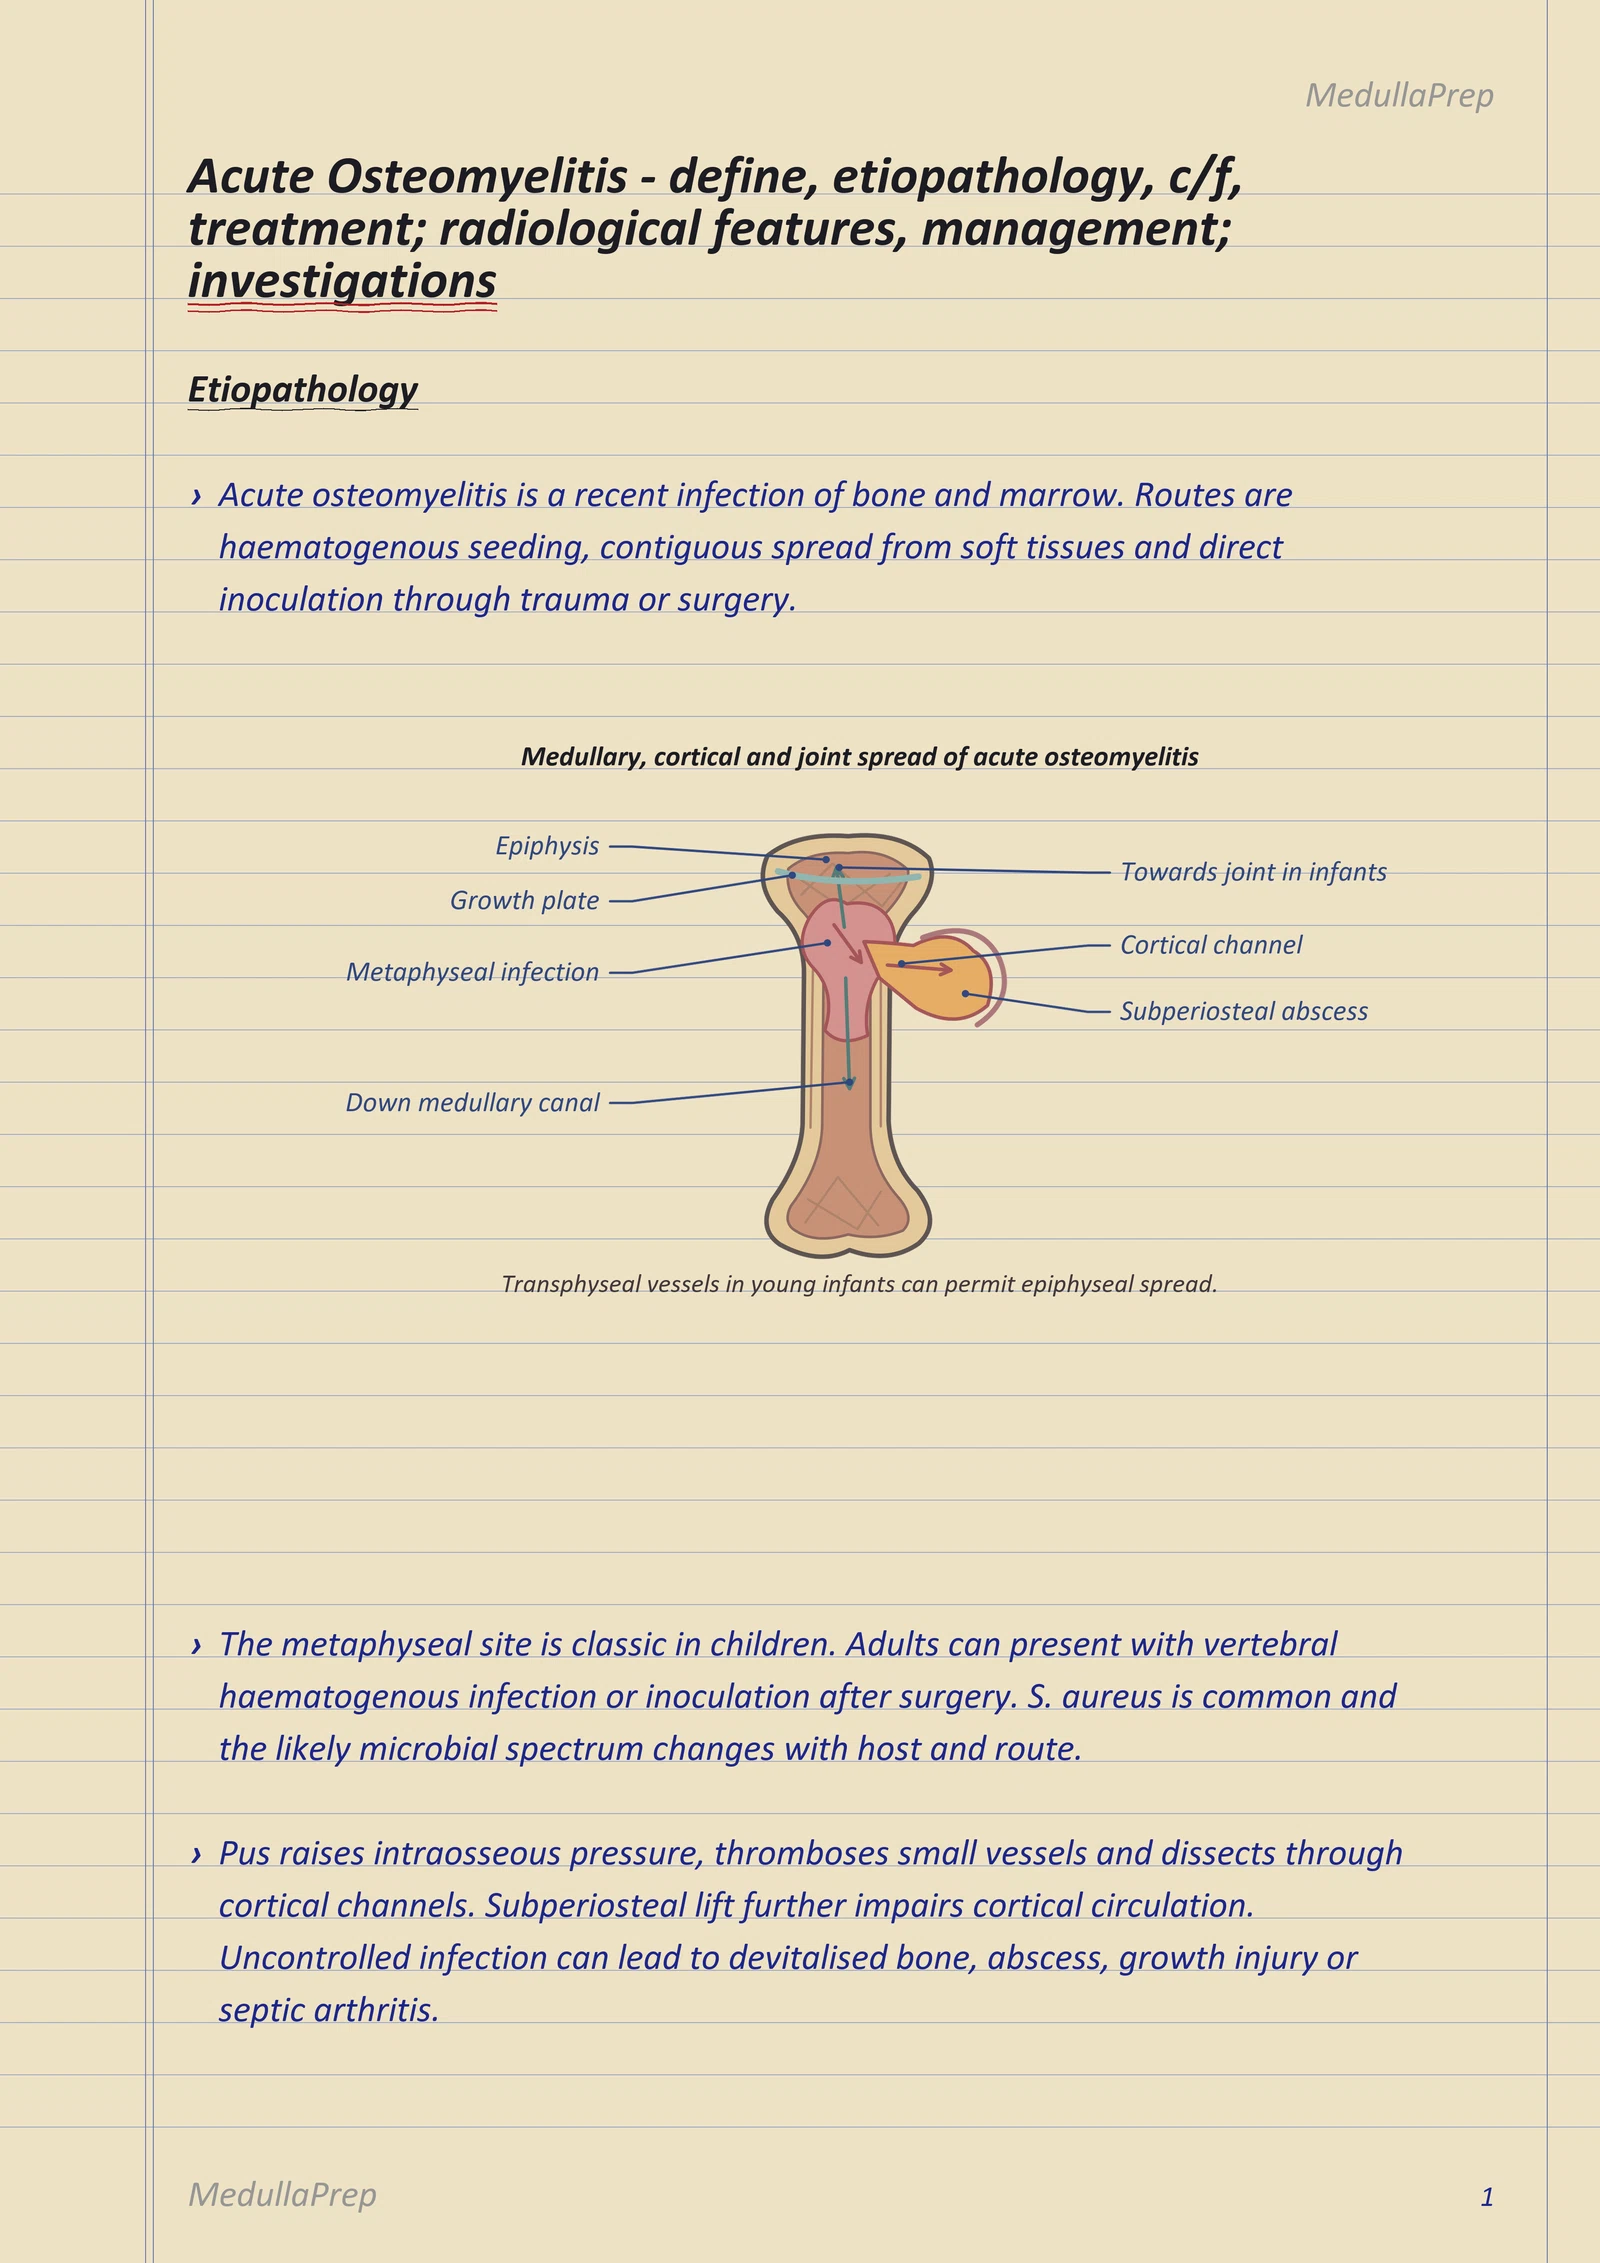 MedullaPrep
Acute Osteomyelitis - define, etiopathology, c/f,
treatment; radiological features, management;
investigations
Etiopathology
› Acute osteomyelitis is a recent infection of bone and marrow. Routes are
haematogenous seeding, contiguous spread from soft tissues and direct
inoculation through trauma or surgery.
Medullary, cortical and joint spread of acute osteomyelitis
Epiphysis
Towards joint in infants
Growth plate
Cortical channel
Metaphyseal infection
Subperiosteal abscess
Down medullary canal
Transphyseal vessels in young infants can permit epiphyseal spread.
› The metaphyseal site is classic in children. Adults can present with vertebral
haematogenous infection or inoculation after surgery. S. aureus is common and
the likely microbial spectrum changes with host and route.
› Pus raises intraosseous pressure, thromboses small vessels and dissects through
cortical channels. Subperiosteal lift further impairs cortical circulation.
Uncontrolled infection can lead to devitalised bone, abscess, growth injury or
septic arthritis.
MedullaPrep
1